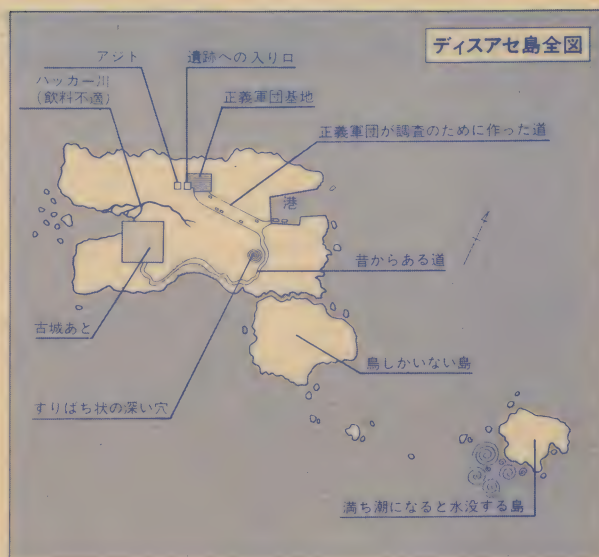 ディスアセ島全図
アジト
遺跡への入り口
ハッカー川
(飲料不適)
正義軍団基地
正義軍団が調査のために作った道
港
昔からある道
古城あと
鳥しかいない島
すりばち状の深い穴
満ち潮になると水没する島